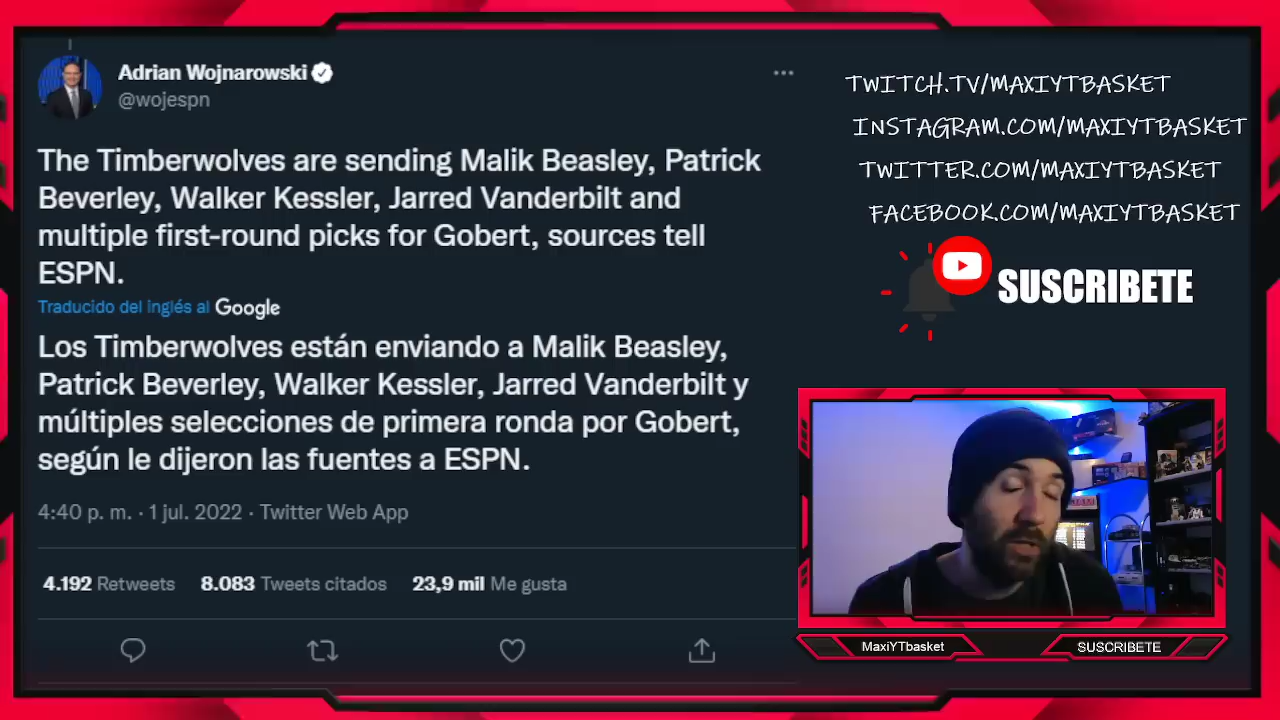 Adrian Wojnarowski
@wojespn
The Timberwolves are sending Malik Beasley, Patrick
Beverley, Walker Kessler, Jarred Vanderbilt and
multiple first-round picks for Gobert, sources tell
ESPN.
Traducido del inglés al Google
Los Timberwolves están enviando a Malik Beasley,
Patrick Beverley, Walker Kessler, Jarred Vanderbilt y
múltiples selecciones de primera ronda por Gobert,
según le dijeron las fuentes a ESPN.
4:40 p. m. · 1 jul. 2022 · Twitter Web App
4.192 Retweets 8.083 Tweets citados 23,9 mil Me gusta
TWITCH.TV/MAXIYTBASKET
INSTAGRAM.COM/MAXIYTBASKET
TWITTER.COM/MAXIYTBASKET
FACEBOOK.COM/MAXIYTBASKET
SUSCRIBETE
MaxiYTbasket
SUSCRIBETE